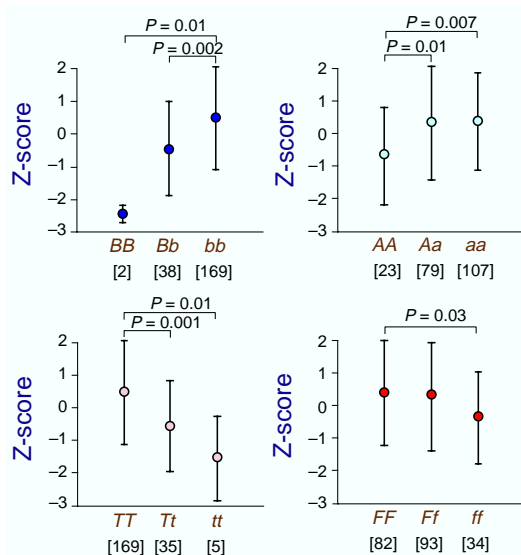 P = 0.01
P = 0.002
Z-score
2
1
0
–1
–2
–3
BB Bb bb
[2] [38] [169]
P = 0.007
P = 0.01
Z-score
2
1
0
–1
–2
–3
AA Aa aa
[23] [79] [107]
P = 0.01
P = 0.001
Z-score
2
1
0
–1
–2
–3
TT Tt tt
[169] [35] [5]
P = 0.03
Z-score
2
1
0
–1
–2
–3
FF Ff ff
[82] [93] [34]